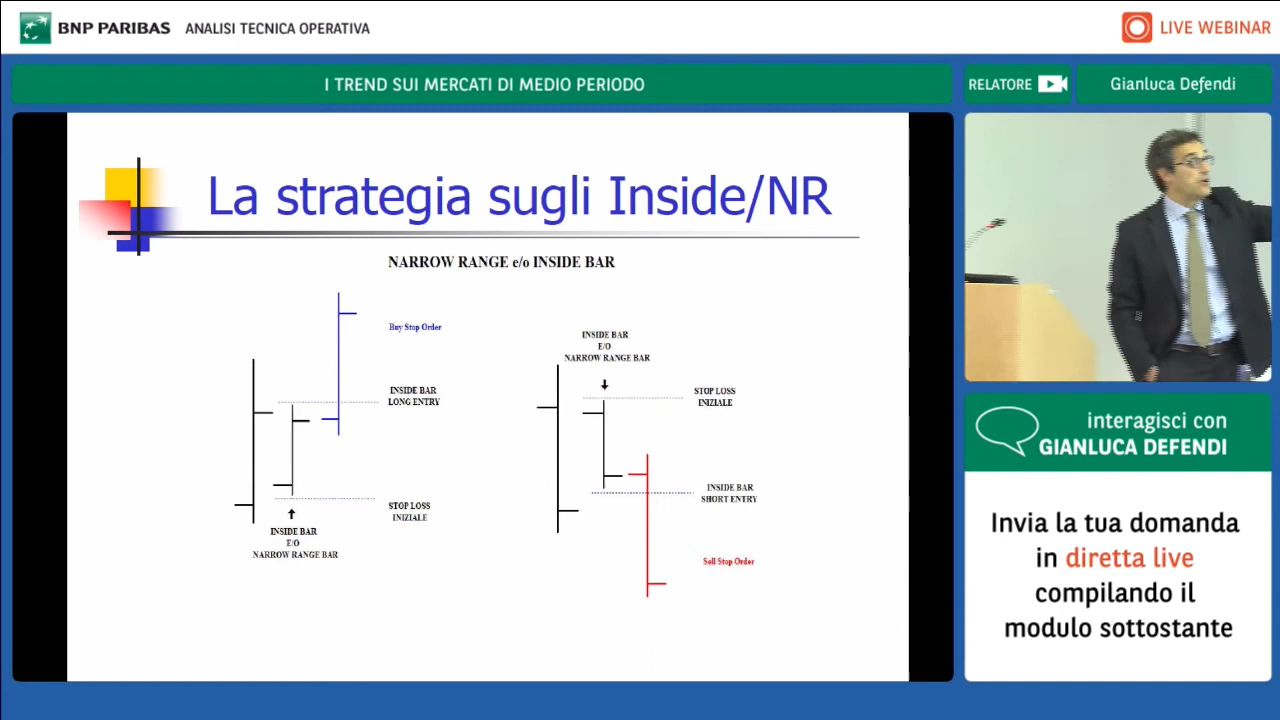 BNP PARIBAS ANALISI TECNICA OPERATIVA
LIVE WEBINAR
I TREND SUI MERCATI DI MEDIO PERIODO
RELATORE
Gianluca Defendi
La strategia sugli Inside/NR
NARROW RANGE e/o INSIDE BAR
Buy Stop Order
INSIDE BAR
LONG ENTRY
STOP LOSS
INIZIALE
INSIDE BAR
E/O
NARROW RANGE BAR
INSIDE BAR
E/O
NARROW RANGE BAR
STOP LOSS
INIZIALE
INSIDE BAR
SHORT ENTRY
Sell Stop Order
interagisci con
GIANLUCA DEFENDI
Invia la tua domanda
in diretta live
compilando il
modulo sottostante